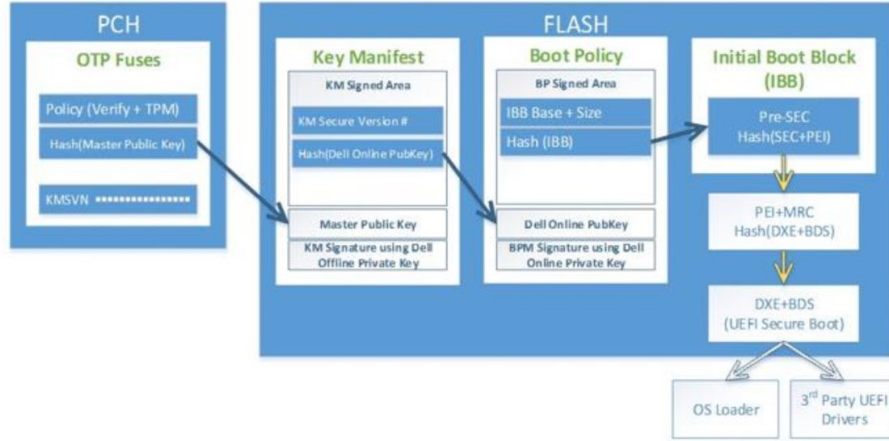 PCH
OTP Fuses
Policy (Verify + TPM)
Hash(Master Public Key)
KMSVN ****************
FLASH
Key Manifest
KM Signed Area
KM Secure Version #
Hash(Dell Online PubKey)
Master Public Key
KM Signature using Dell
Offline Private Key
Boot Policy
BP Signed Area
IBB Base + Size
Hash (IBB)
Dell Online PubKey
BPM Signature using Dell
Online Private Key
Initial Boot Block
(IBB)
Pre-SEC
Hash(SEC+PEI)
PEI+MRC
Hash(DXE+BDS)
DXE+BDS
(UEFI Secure Boot)
OS Loader
3rd Party UEFI
Drivers